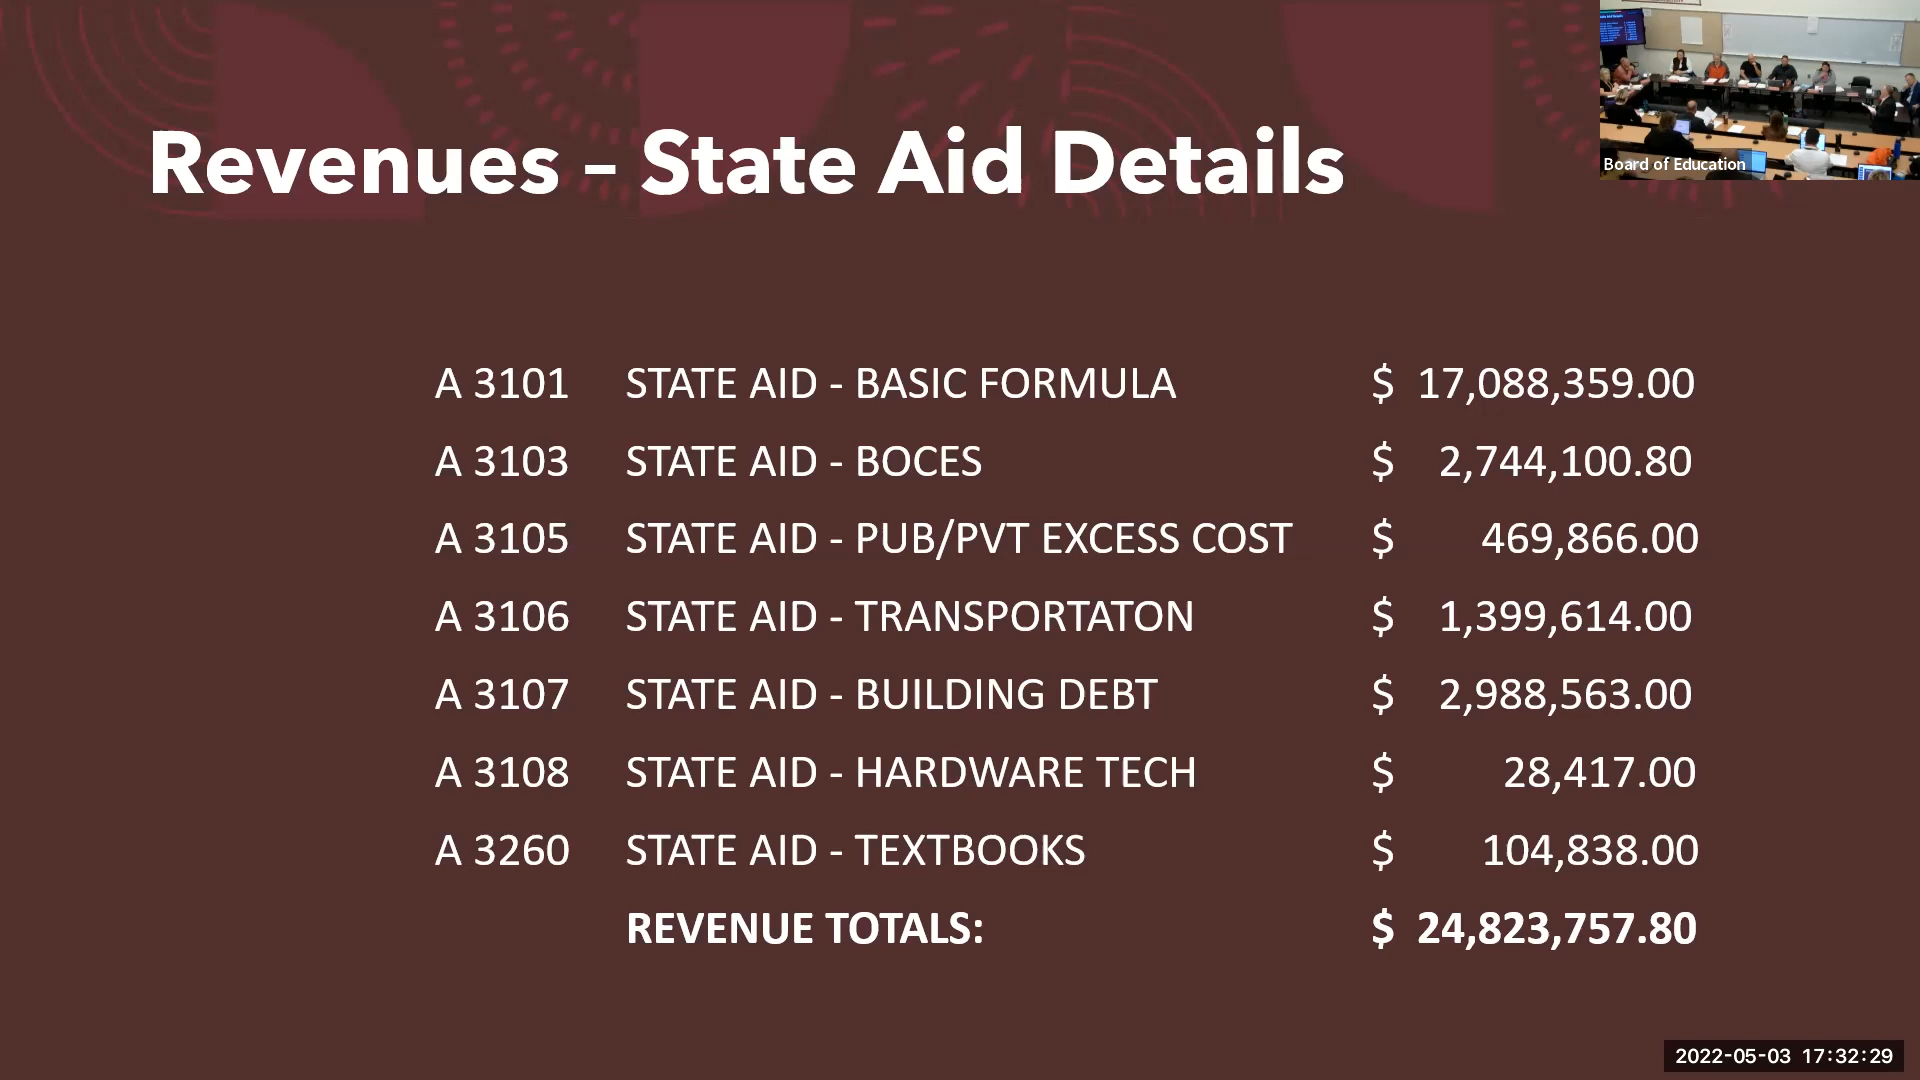 Revenues – State Aid Details
Board of Education
A 3101 STATE AID - BASIC FORMULA $ 17,088,359.00
A 3103 STATE AID - BOCES $ 2,744,100.80
A 3105 STATE AID - PUB/PVT EXCESS COST $ 469,866.00
A 3106 STATE AID - TRANSPORTATON $ 1,399,614.00
A 3107 STATE AID - BUILDING DEBT $ 2,988,563.00
A 3108 STATE AID - HARDWARE TECH $ 28,417.00
A 3260 STATE AID - TEXTBOOKS $ 104,838.00
REVENUE TOTALS: $ 24,823,757.80
2022-05-03 17:32:29